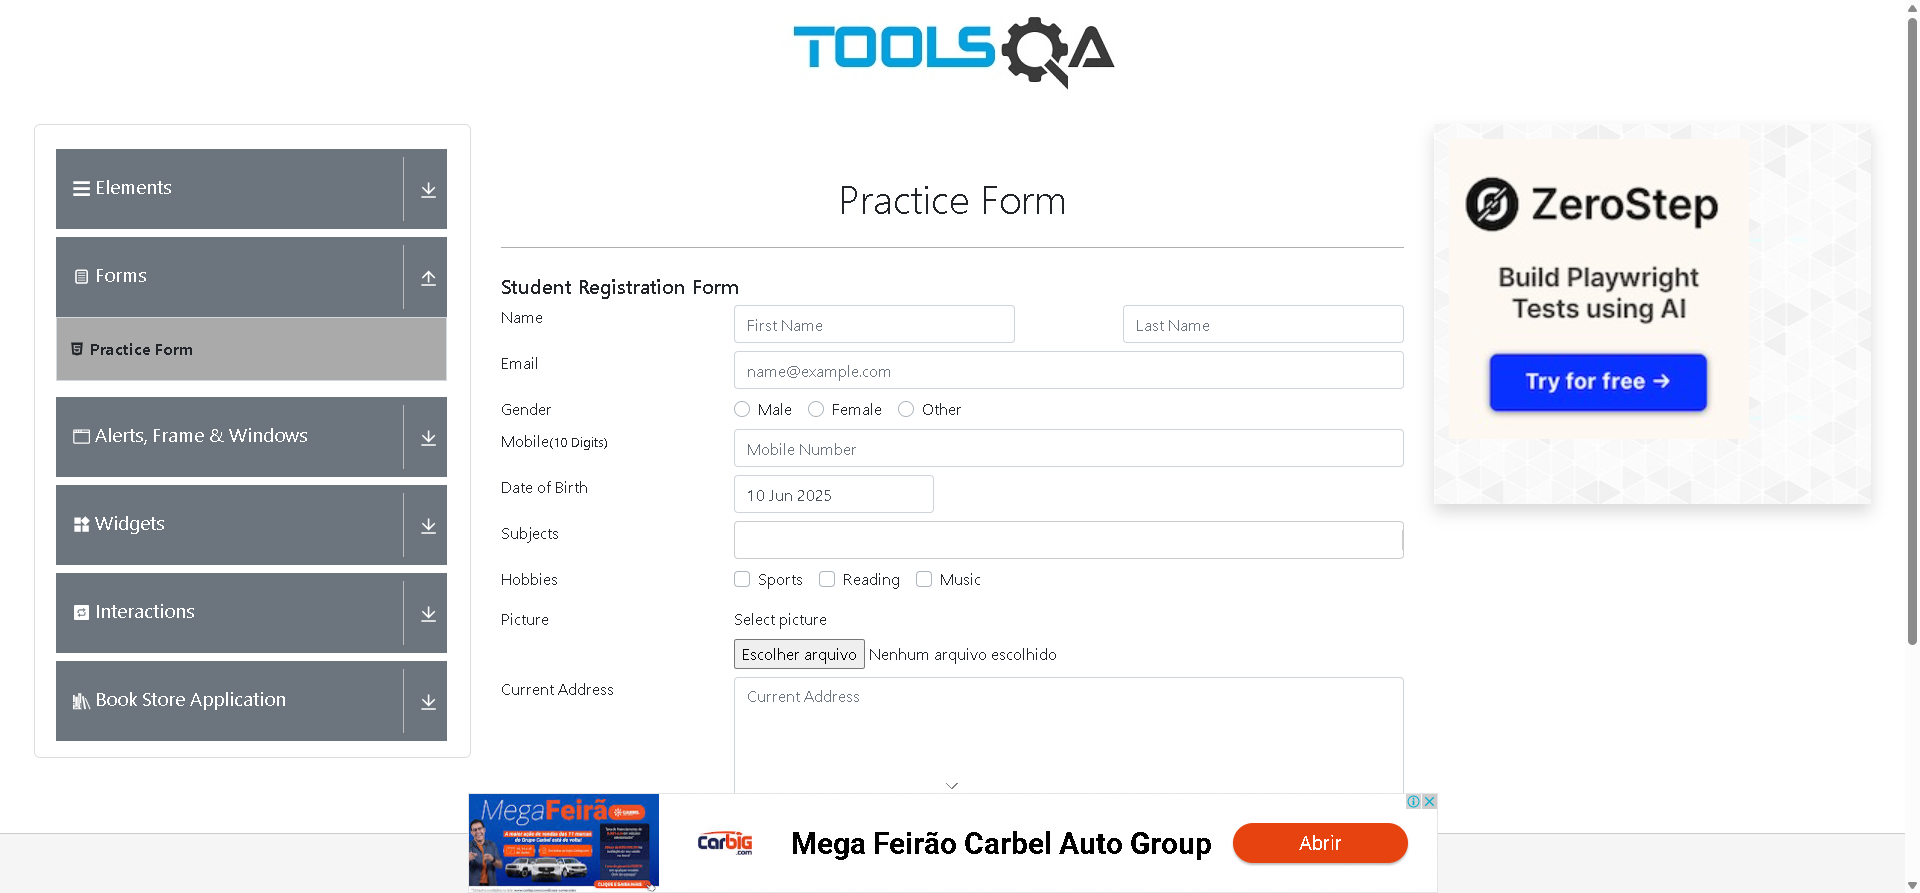 TOOLSQA
Elements
Forms
Practice Form
Alerts, Frame & Windows
Widgets
Interactions
Book Store Application
Practice Form
Student Registration Form
Name
First Name
Last Name
Email
name@example.com
Gender
Male
Female
Other
Mobile(10 Digits)
Mobile Number
Date of Birth
10 Jun 2025
Subjects
Hobbies
Sports
Reading
Music
Picture
Select picture
Escolher arquivo
Nenhum arquivo escolhido
Current Address
Current Address
ZeroStep
Build Playwright
Tests using AI
Try for free →
MegaFeirã
carbig
.com
Mega Feirão Carbel Auto Group
Abrir